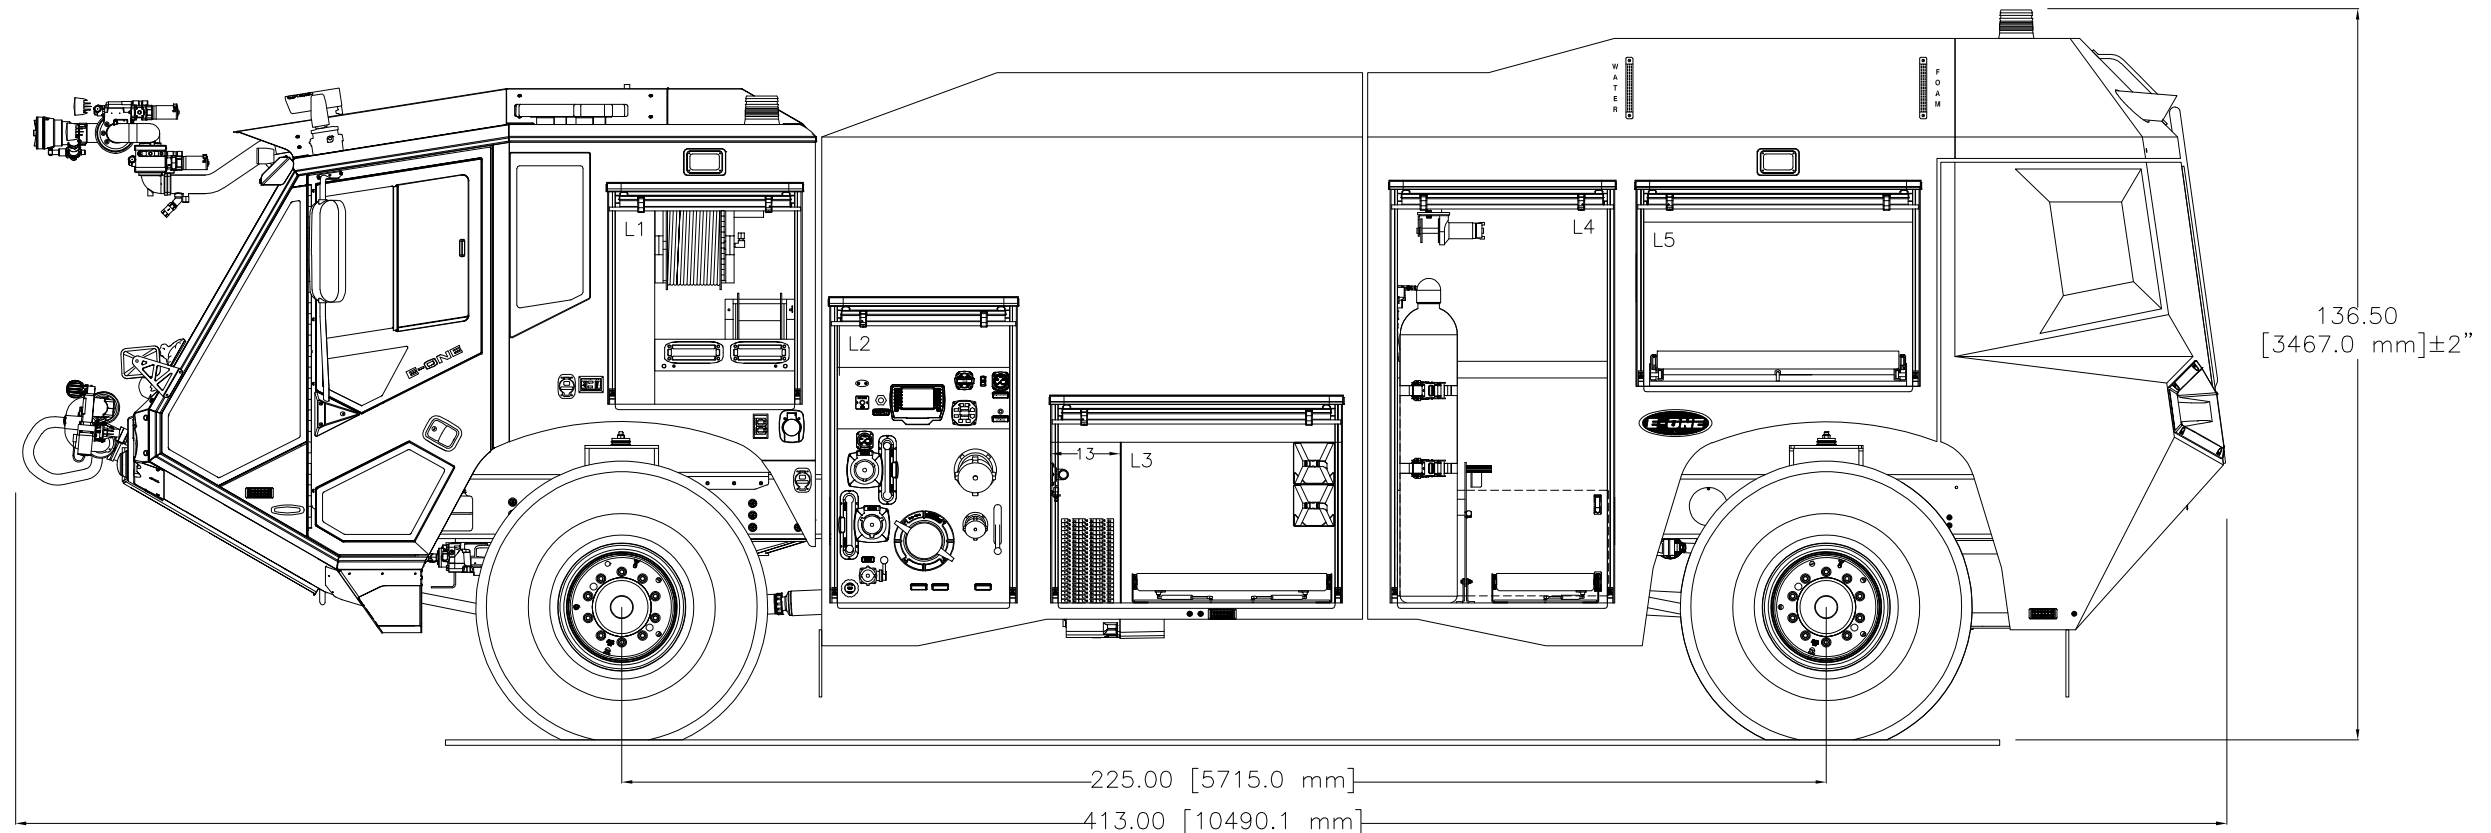 WATER
FOAM
L1
L4
L5
136.50
[3467.0 mm]±2”
L2
E-ONE
E-ONE
13
L3
225.00 [5715.0 mm]
413.00 [10490.1 mm]